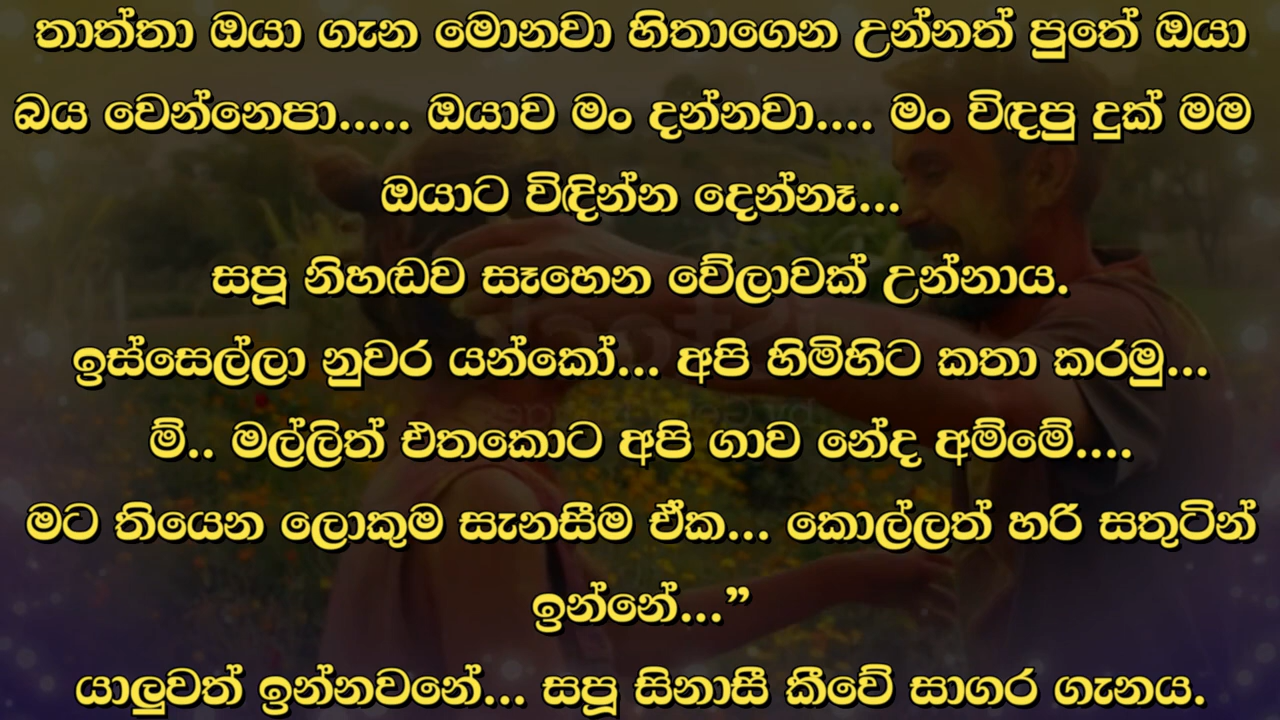 තාත්තා ඔයා ගැන මොනවා හිතාගෙන උන්නත් පුතේ ඔයා
බය වෙන්නෙපා..... ඔයාව මං දන්නවා.... මං විඳපු දුක් මම
ඔයාට විඳින්න දෙන්නෑ...
සපූ නිහඬව සෑහෙන වේලාවක් උන්නාය.
ඉස්සෙල්ලා නුවර යන්කෝ... අපි හිමිහිට කතා කරමු...
ම්.. මල්ලිත් එතකොට අපි ගාව නේද අම්මේ....
මට තියෙන ලොකුම සැනසීම ඒක... කොල්ලත් හරි සතුටින්
ඉන්නේ...”
යාලුවත් ඉන්නවනේ... සපූ සිනාසී කීවේ සාගර ගැනය.